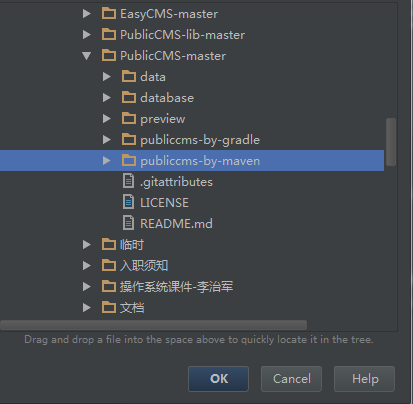 EasyCMS-master
PublicCMS-lib-master
PublicCMS-master
data
database
preview
publiccms-by-gradle
publiccms-by-maven
.gitattributes
LICENSE
README.md
临时
入职须知
操作系统课件-李治军
文档
Drag and drop a file into the space above to quickly locate it in the tree.
OK Cancel Help